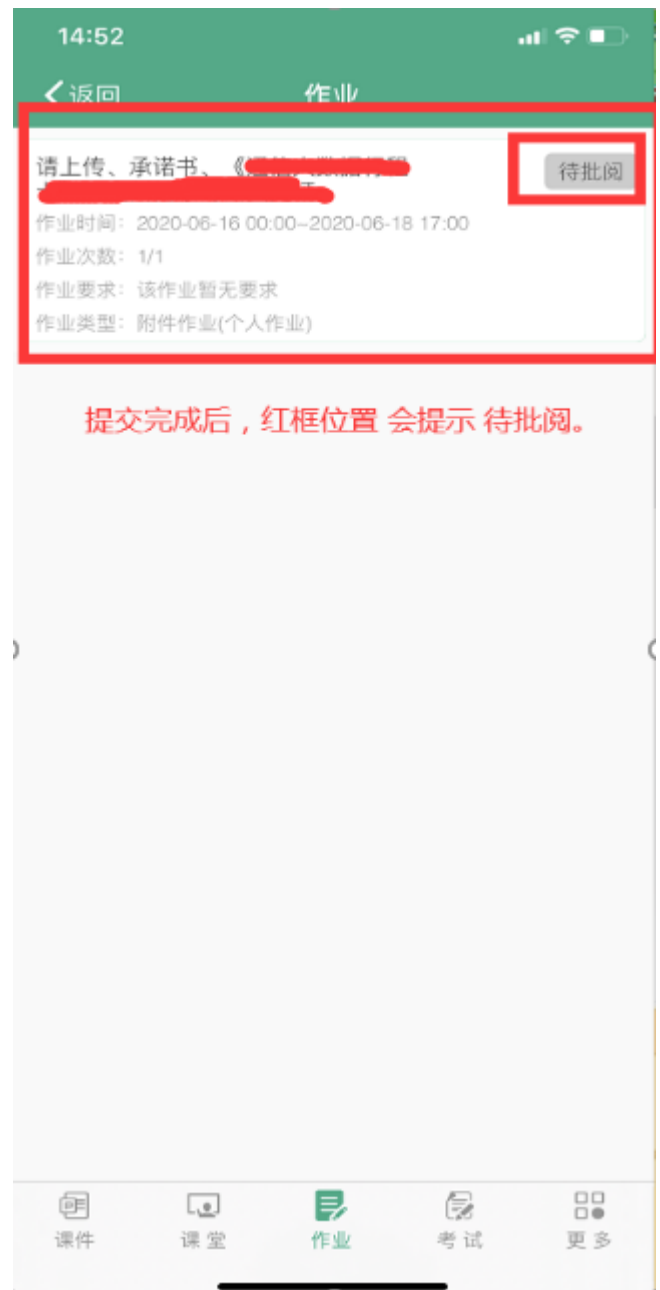 14:52
返回 作业
请上传、承诺书、《
待批阅
作业时间：2020-06-16 00:00–2020-06-18 17:00
作业次数：1/1
作业要求：该作业暂无要求
作业类型：附件作业(个人作业)
提交完成后，红框位置 会提示 待批阅。
课件 课堂 作业 考试 更多